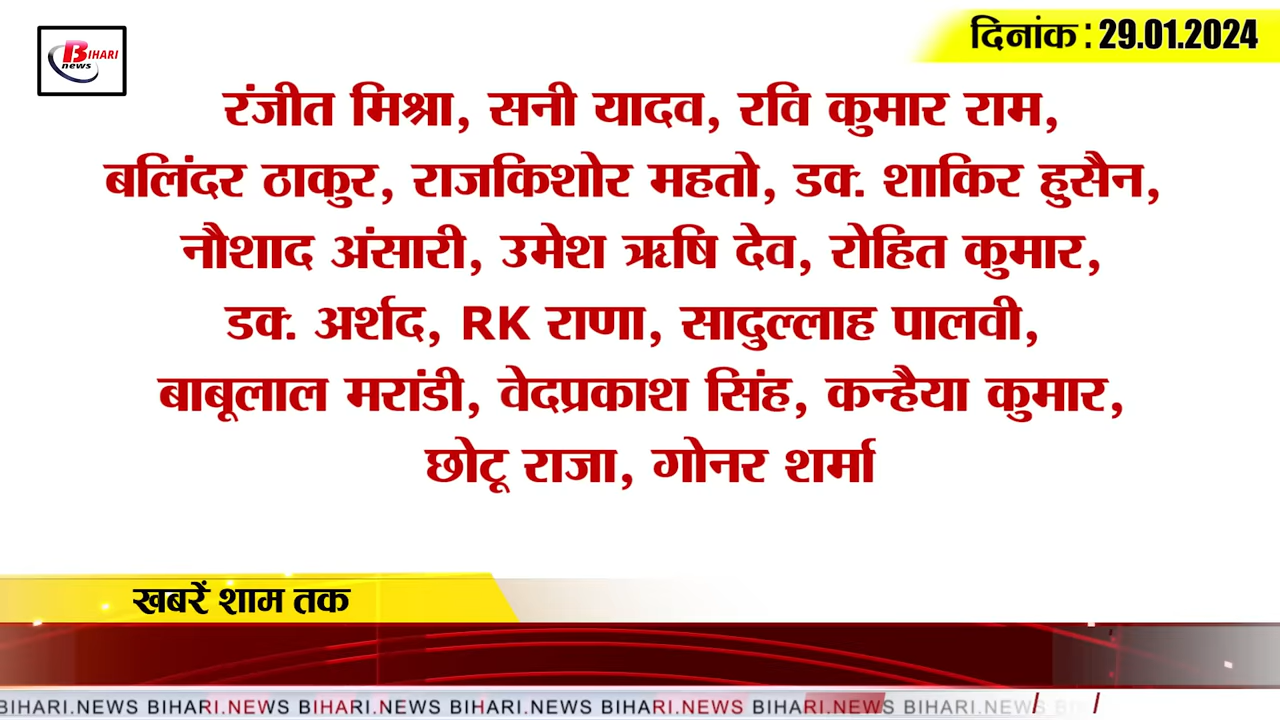 BIHARI
news
दिनांक : 29.01.2024
रंजीत मिश्रा, सनी यादव, रवि कुमार राम,
बलिंदर ठाकुर, राजकिशोर महतो, डक. शाकिर हुसैन,
नौशाद अंसारी, उमेश ऋषि देव, रोहित कुमार,
डक. अर्शद, RK राणा, सादुल्लाह पालवी,
बाबूलाल मरांडी, वेदप्रकाश सिंह, कन्हैया कुमार,
छोटू राजा, गोनर शर्मा
खबरें शाम तक
BIHARI.NEWS BIHARI.NEWS BIHARI.NEWS BIHARI.NEWS BIHARI.NEWS BIHARI.NEWS BIHARI.NEWS